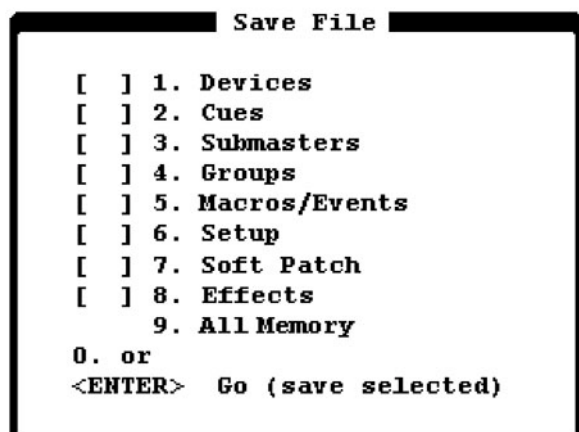 Save File
[ ] 1. Devices
[ ] 2. Cues
[ ] 3. Submasters
[ ] 4. Groups
[ ] 5. Macros/Events
[ ] 6. Setup
[ ] 7. Soft Patch
[ ] 8. Effects
9. All Memory
0. or
<ENTER> Go (save selected)